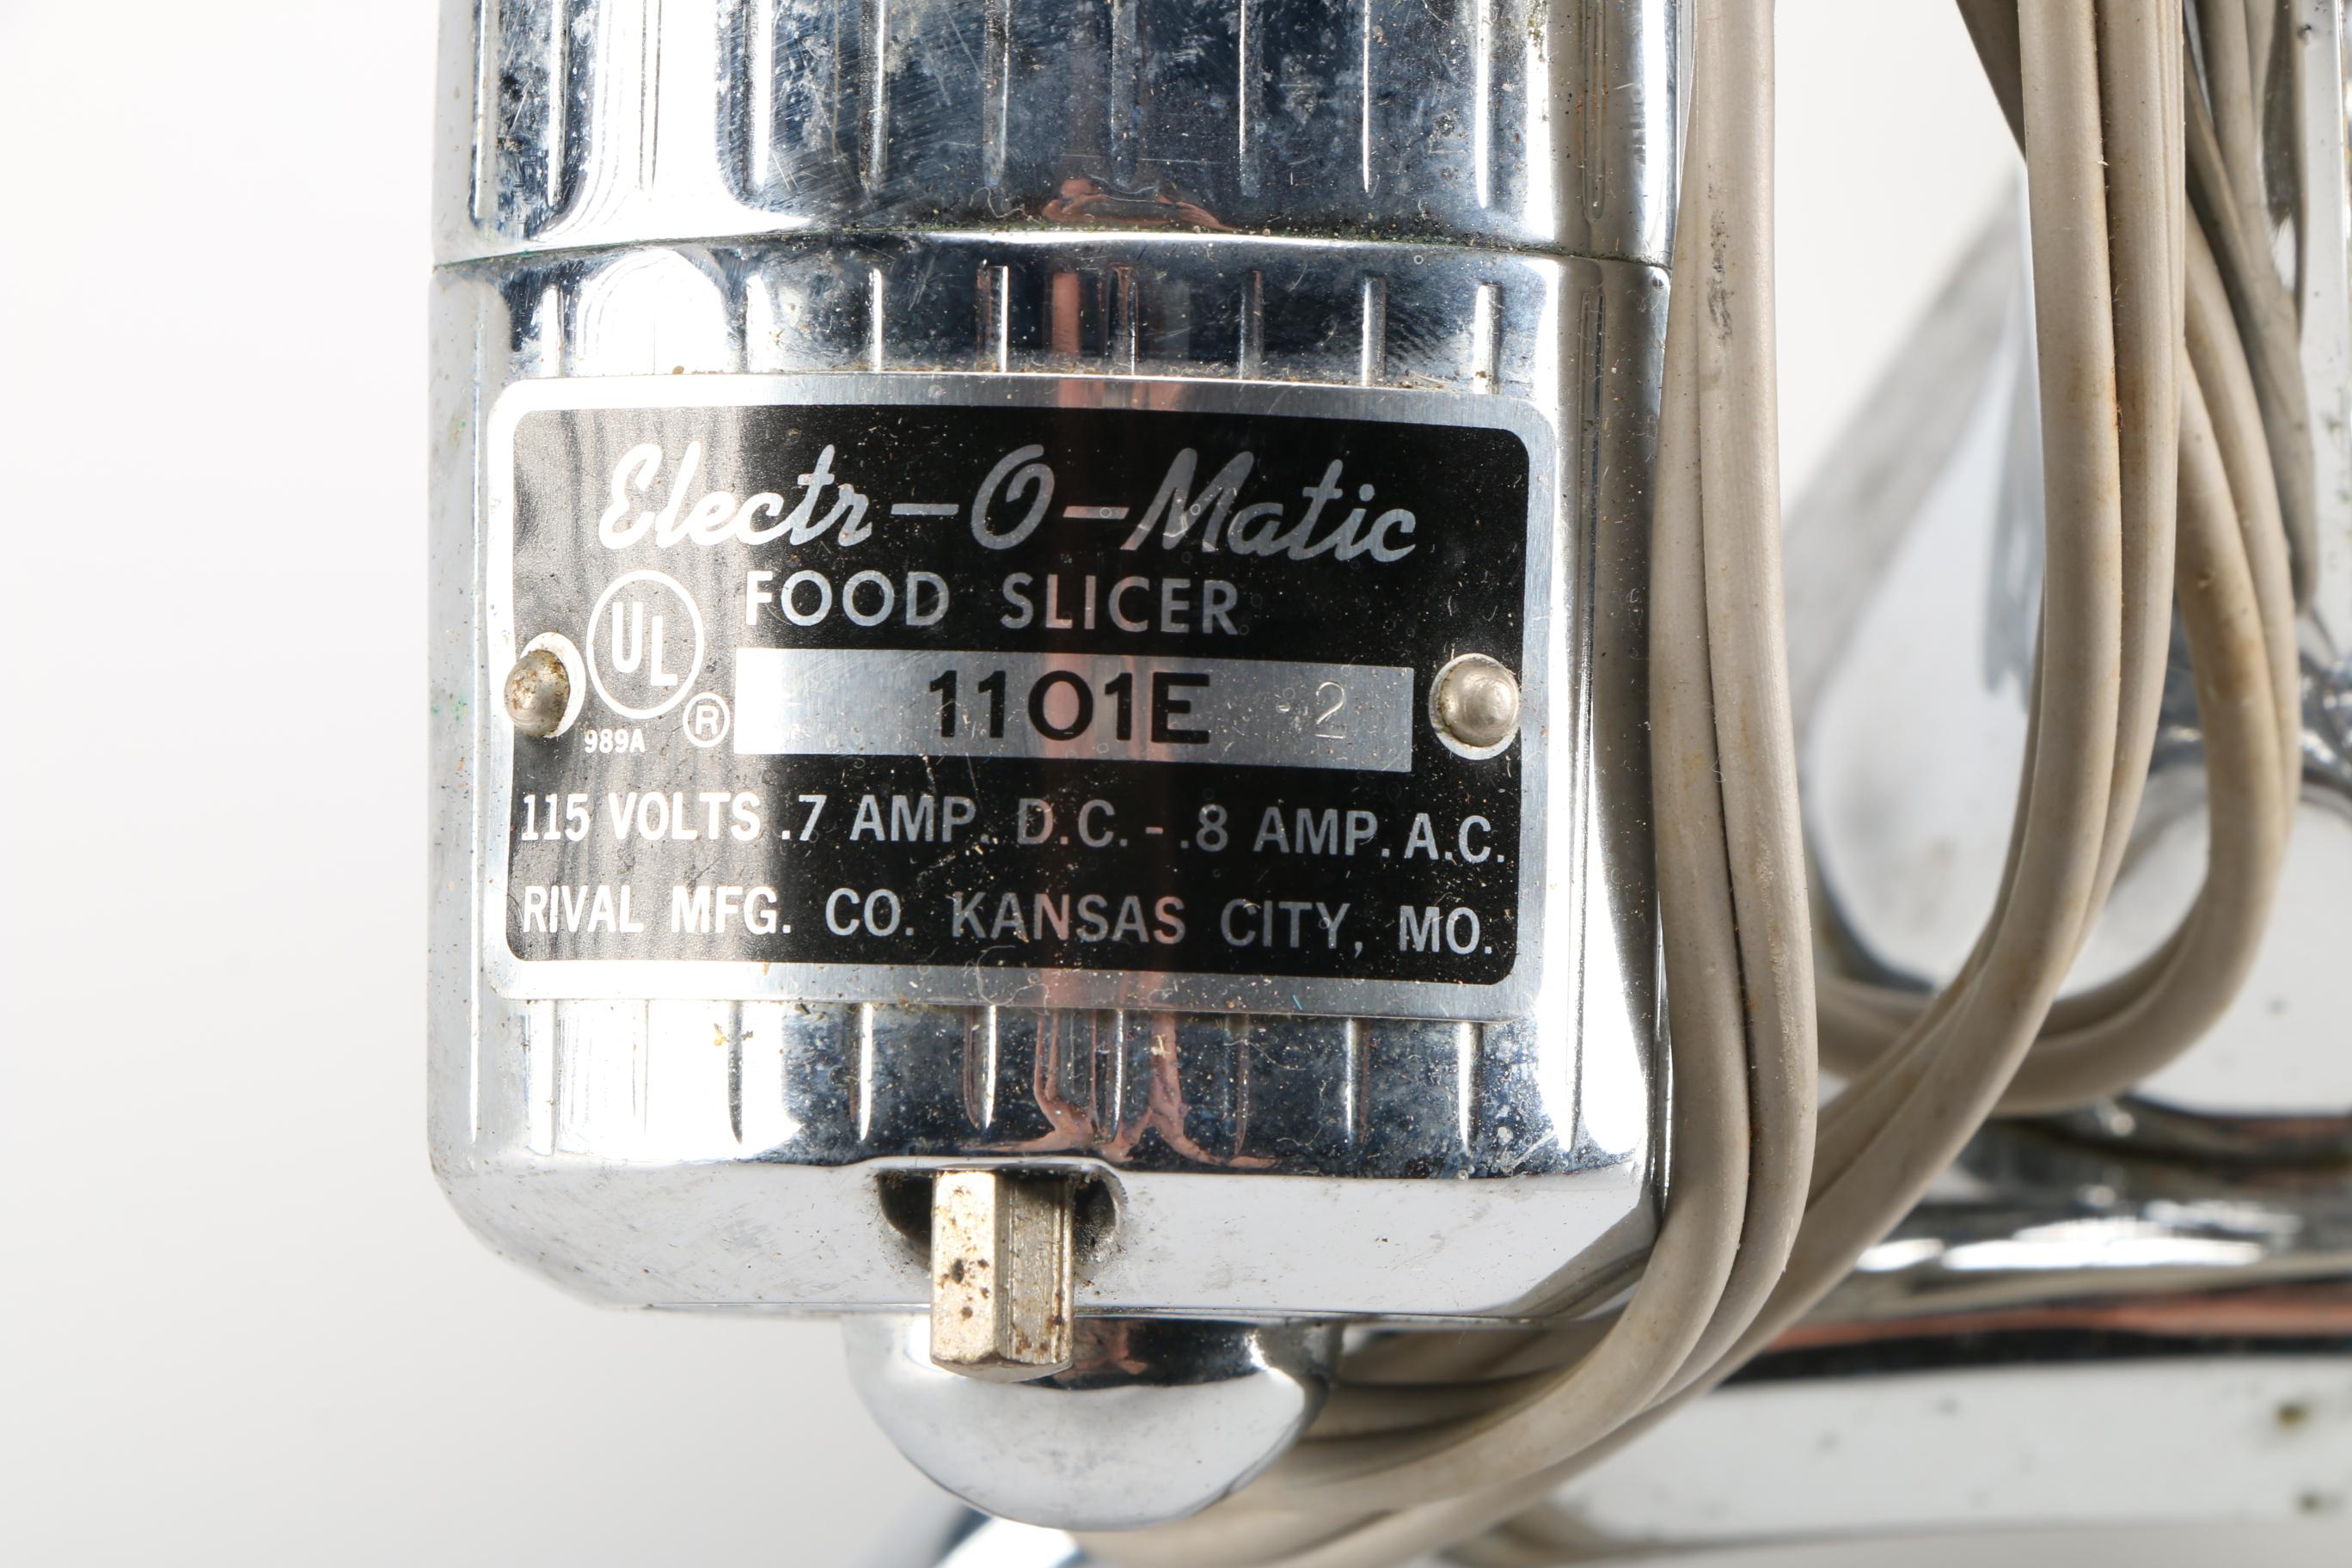 Electr-O-Matic
UL FOOD SLICER
® 1101E 2
989A
115 VOLTS .7 AMP. D.C. - .8 AMP. A.C.
RIVAL MFG. CO. KANSAS CITY, MO.